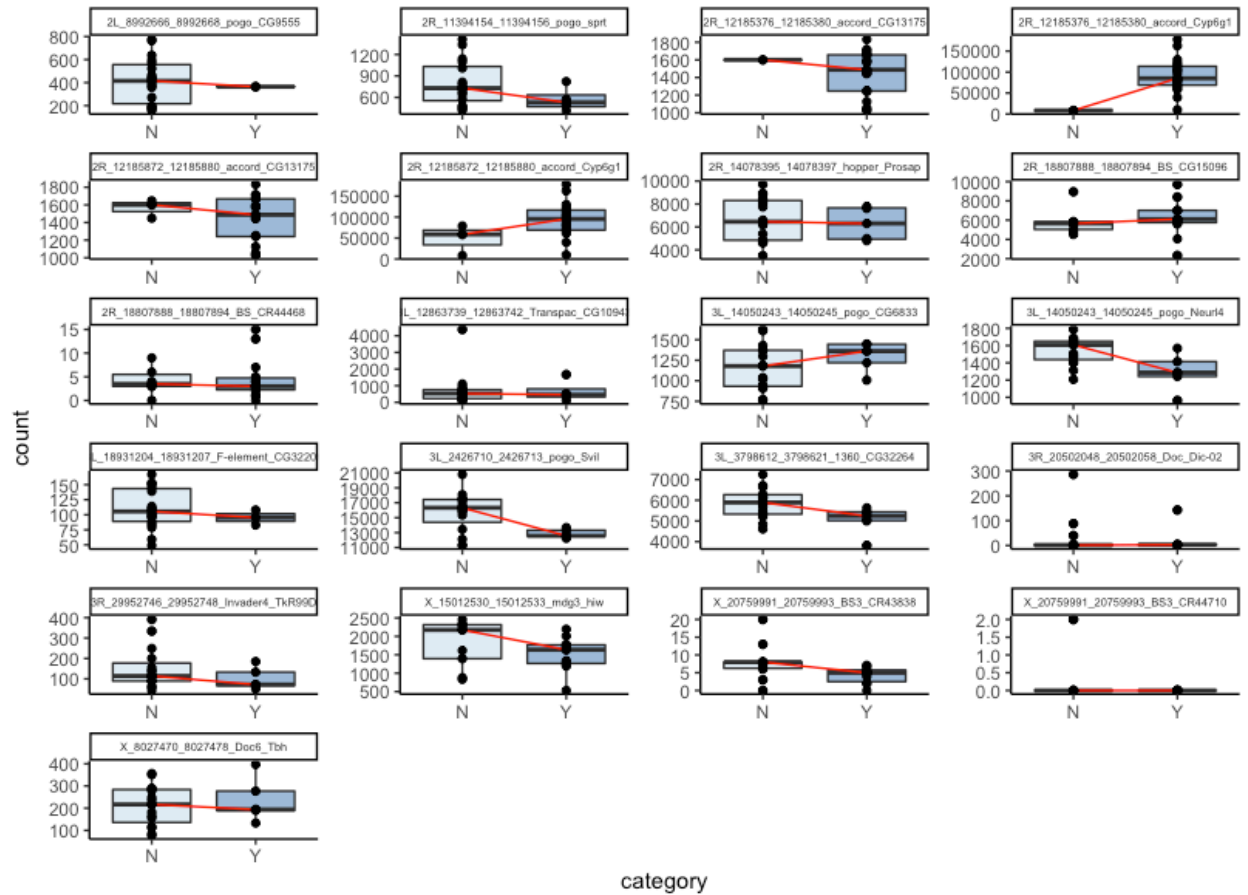 2L_8992666_8992668_pogo_CG9555
2R_11394154_11394156_pogo_sprt
2R_12185376_12185380_accord_CG13175
2R_12185376_12185380_accord_Cyp6g1
800
600
400
200
N Y
1200
900
600
N Y
1800
1600
1400
1200
1000
N Y
150000
100000
50000
0
N Y
2R_12185872_12185880_accord_CG13175
2R_12185872_12185880_accord_Cyp6g1
2R_14078395_14078397_hopper_Prosap
2R_18807888_18807894_BS_CG15096
1800
1600
1400
1200
1000
N Y
150000
100000
50000
0
N Y
10000
8000
6000
4000
N Y
10000
8000
6000
4000
2000
N Y
2R_18807888_18807894_BS_CR44468
L_12863739_12863742_Transpac_CG1094
3L_14050243_14050245_pogo_CG6833
3L_14050243_14050245_pogo_Neurl4
15
10
5
0
N Y
4000
3000
2000
1000
0
N Y
1500
1250
1000
750
N Y
1800
1600
1400
1200
1000
N Y
count
L_18931204_18931207_F-element_CG3220
3L_2426710_2426713_pogo_Svil
3L_3798612_3798621_1360_CG32264
3R_20502048_20502058_Doc_Dic-02
150
125
100
75
50
N Y
21000
19000
17000
15000
13000
11000
N Y
7000
6000
5000
4000
N Y
300
200
100
0
N Y
3R_29952746_29952748_Invader4_TkR99D
X_15012530_15012533_mdg3_hiw
X_20759991_20759993_BS3_CR43838
X_20759991_20759993_BS3_CR44710
400
300
200
100
N Y
2500
2000
1500
1000
500
N Y
20
15
10
5
0
N Y
2.0
1.5
1.0
0.5
0.0
N Y
X_8027470_8027478_Doc6_Tbh
400
300
200
100
N Y
category